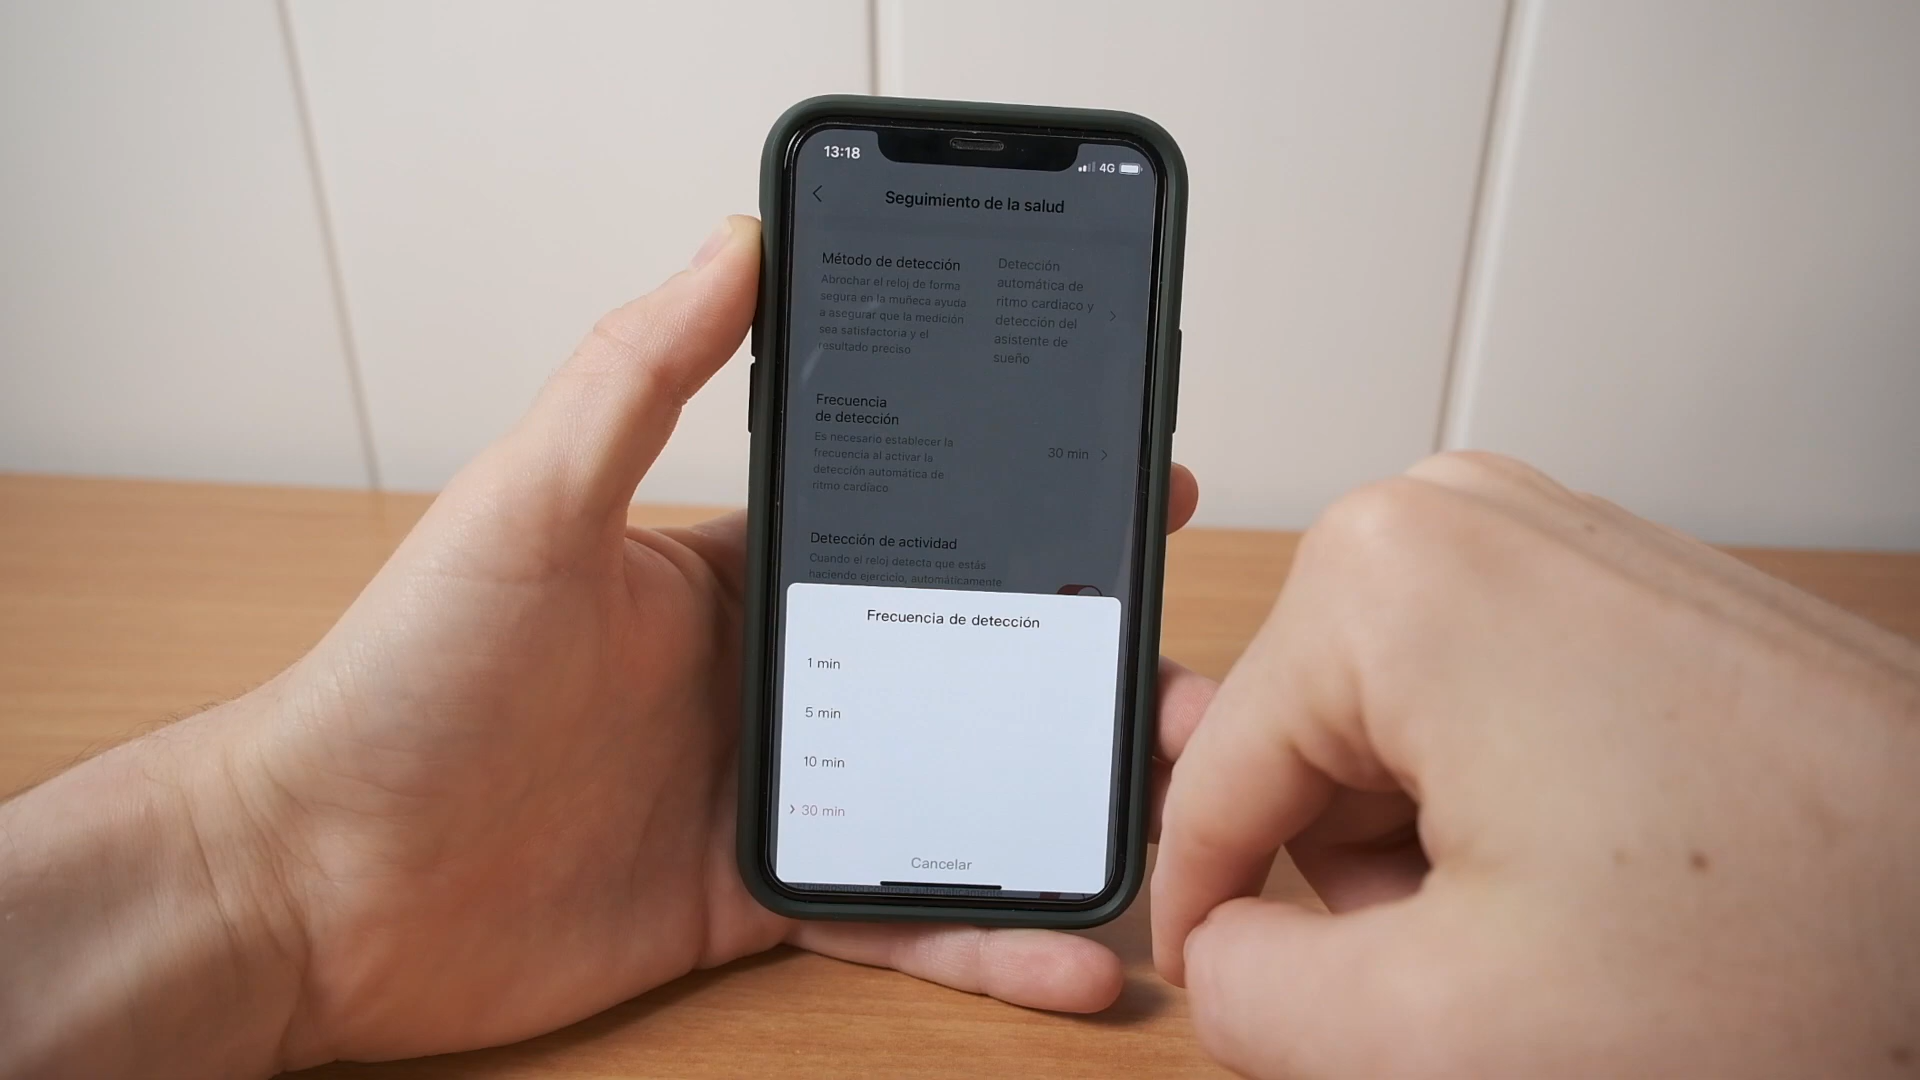 13:18
4G
Seguimiento de la salud
Método de detección
Abrochar el reloj de forma
segura en la muñeca ayuda
a asegurar que la medición
sea satisfactoria y el
resultado preciso
Detección
automática de
ritmo cardiaco y
detección del
asistente de
sueño
Frecuencia
de detección
Es necesario establecer la
frecuencia al activar la
detección automática de
ritmo cardíaco
30 min
Detección de actividad
Cuando el reloj detecta que estás
haciendo ejercicio, automáticamente
Frecuencia de detección
1 min
5 min
10 min
30 min
Cancelar